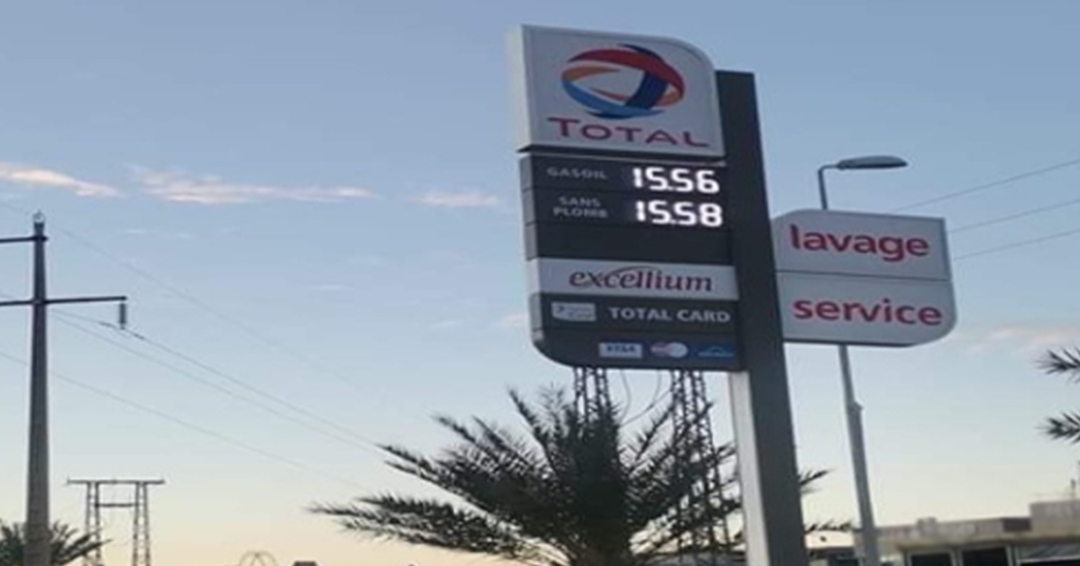 TOTAL
GASOIL 15.56
SANS
PLOMB 15.58
excellium
TOTAL CARD
VISA
lavage
service